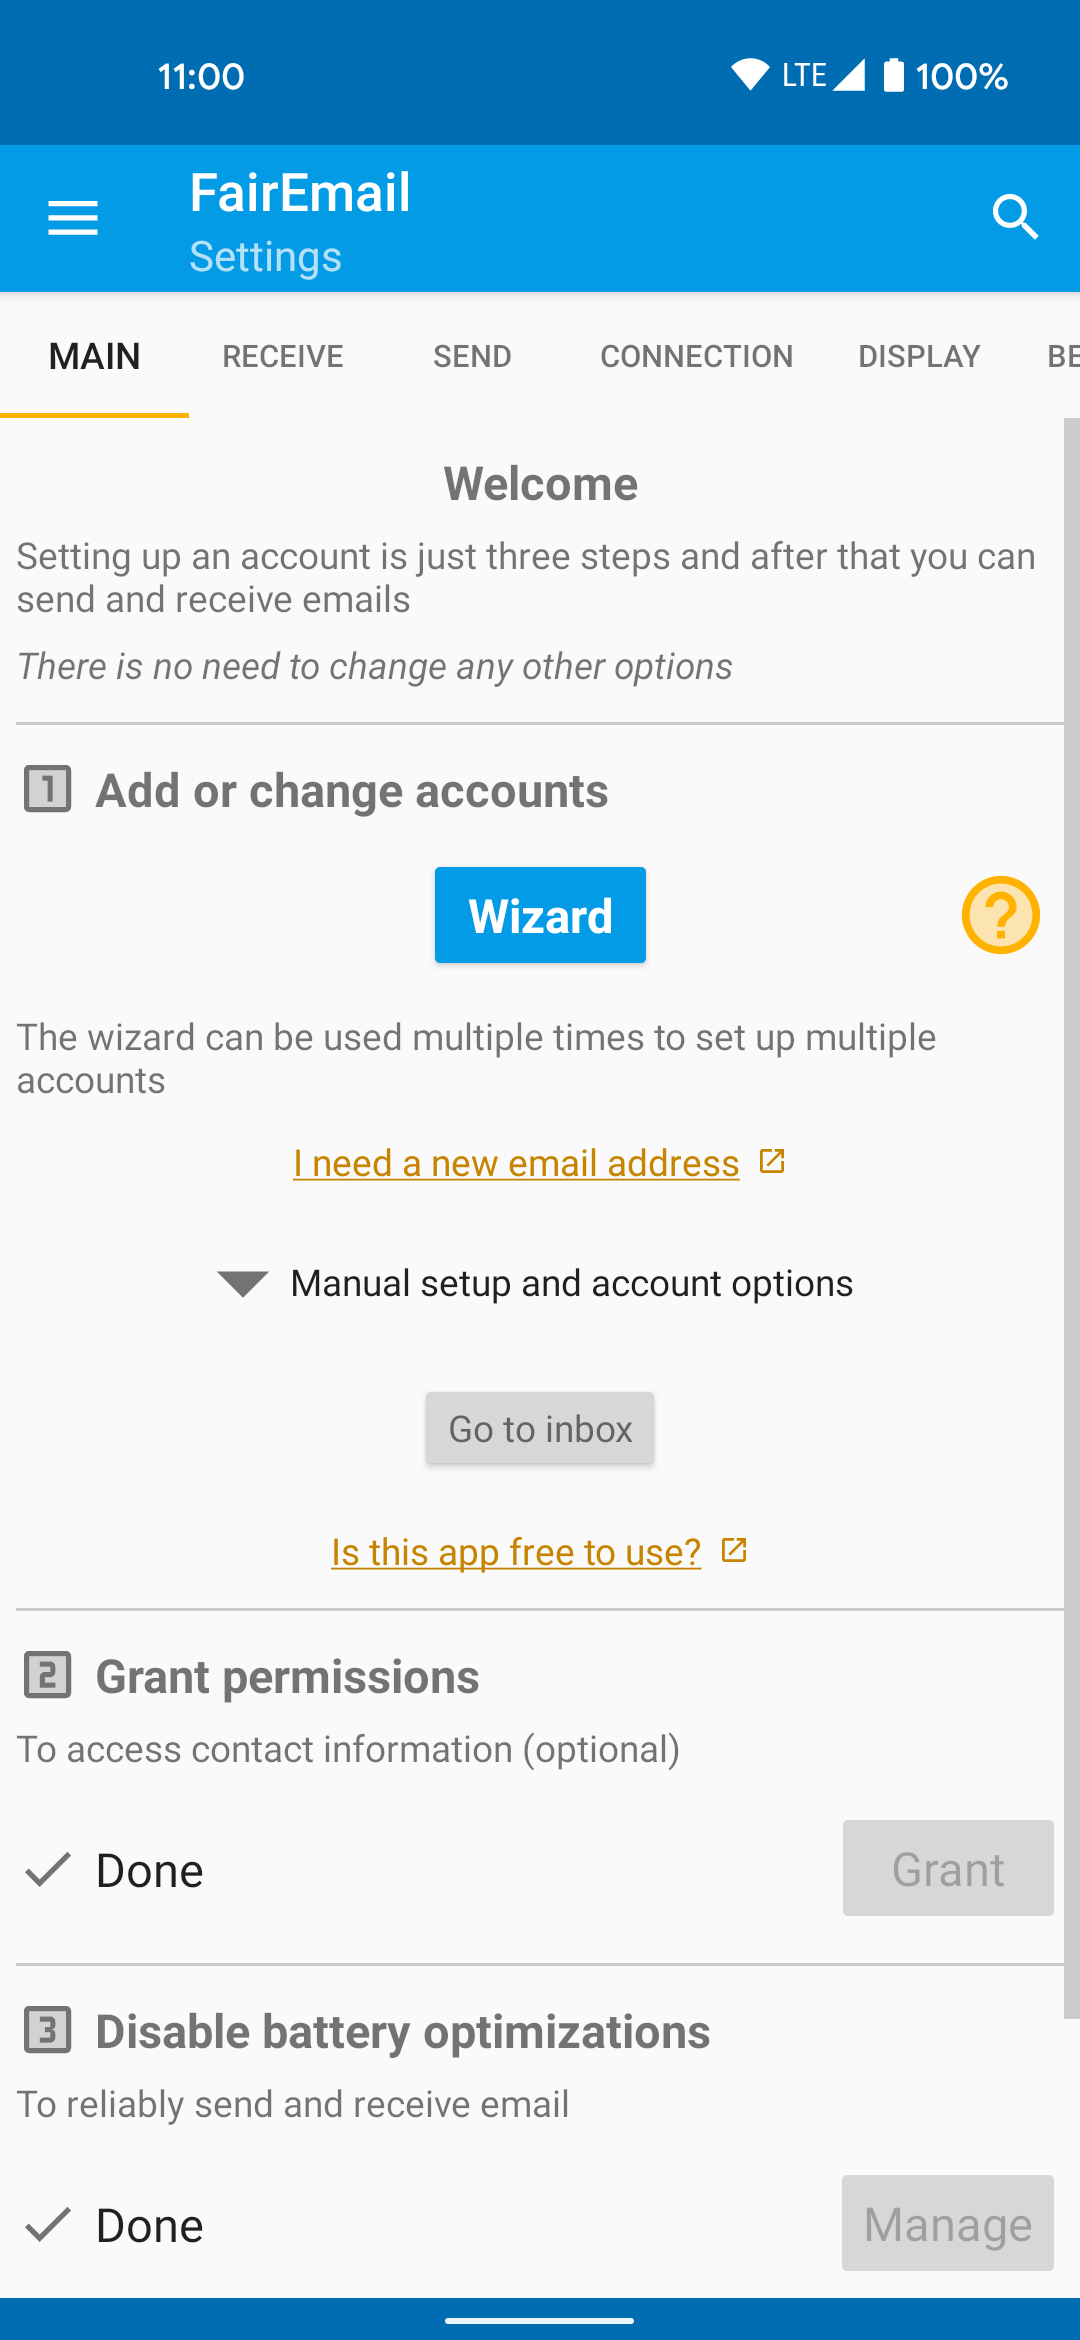 11:00
LTE
100%
FairEmail
Settings
MAIN
RECEIVE
SEND
CONNECTION
DISPLAY
BE
Welcome
Setting up an account is just three steps and after that you can
send and receive emails
There is no need to change any other options
1 Add or change accounts
Wizard
?
The wizard can be used multiple times to set up multiple
accounts
I need a new email address
Manual setup and account options
Go to inbox
Is this app free to use?
2 Grant permissions
To access contact information (optional)
Done
Grant
3 Disable battery optimizations
To reliably send and receive email
Done
Manage